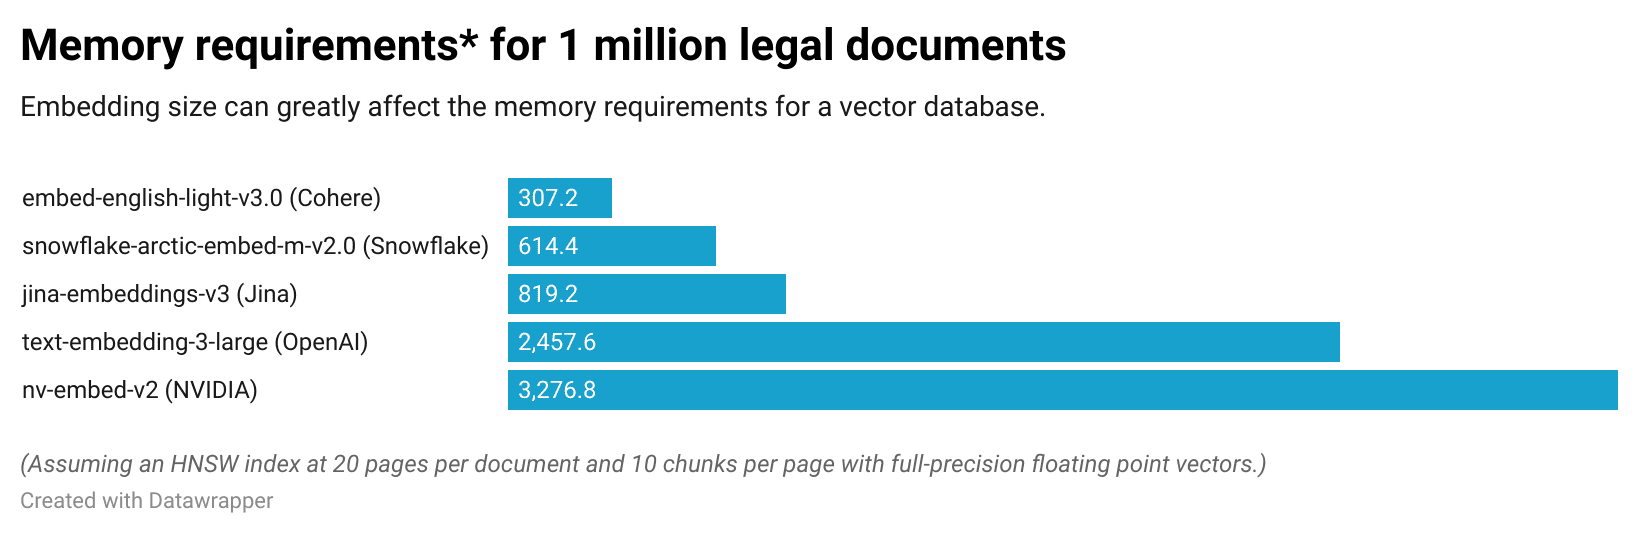 Memory requirements* for 1 million legal documents
Embedding size can greatly affect the memory requirements for a vector database.
embed-english-light-v3.0 (Cohere) 307.2
snowflake-arctic-embed-m-v2.0 (Snowflake) 614.4
jina-embeddings-v3 (Jina) 819.2
text-embedding-3-large (OpenAI) 2,457.6
nv-embed-v2 (NVIDIA) 3,276.8
(Assuming an HNSW index at 20 pages per document and 10 chunks per page with full-precision floating point vectors.)
Created with Datawrapper